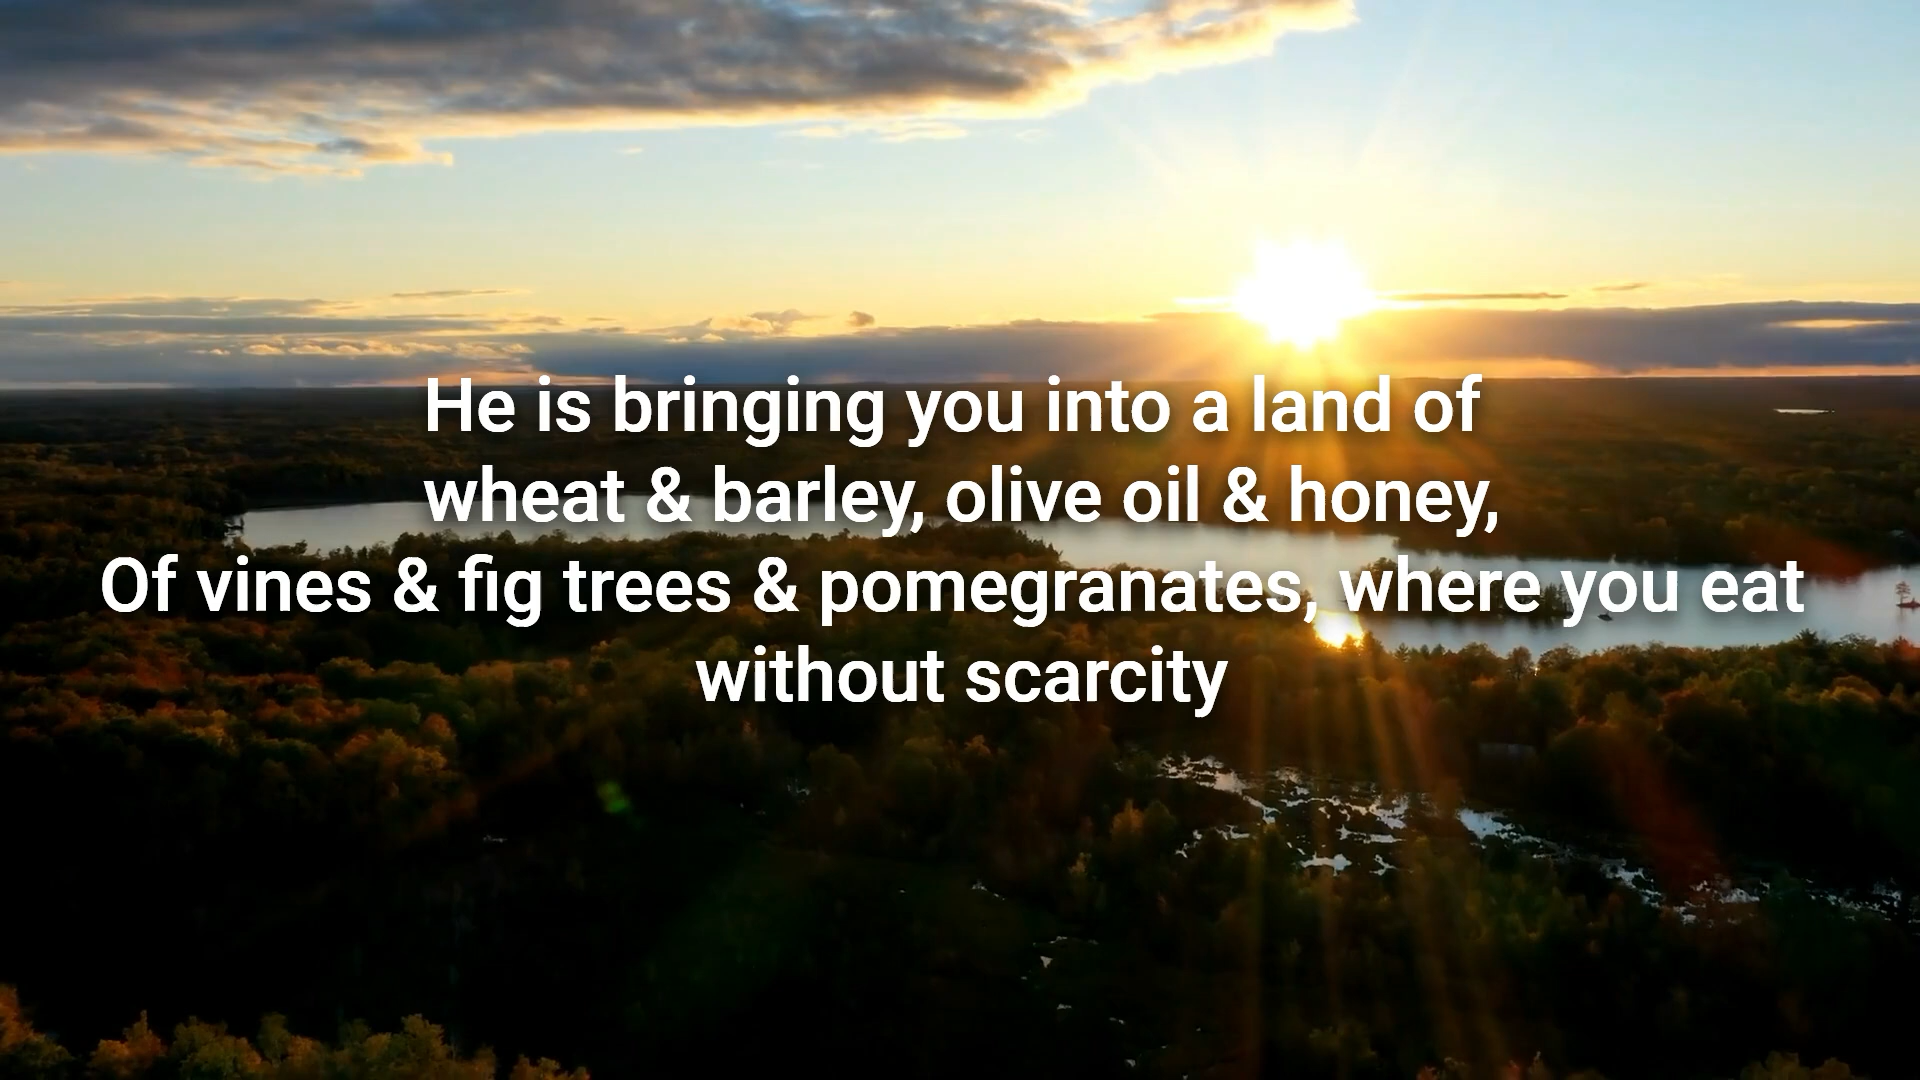 He is bringing you into a land of
wheat & barley, olive oil & honey,
Of vines & fig trees & pomegranates, where you eat
without scarcity